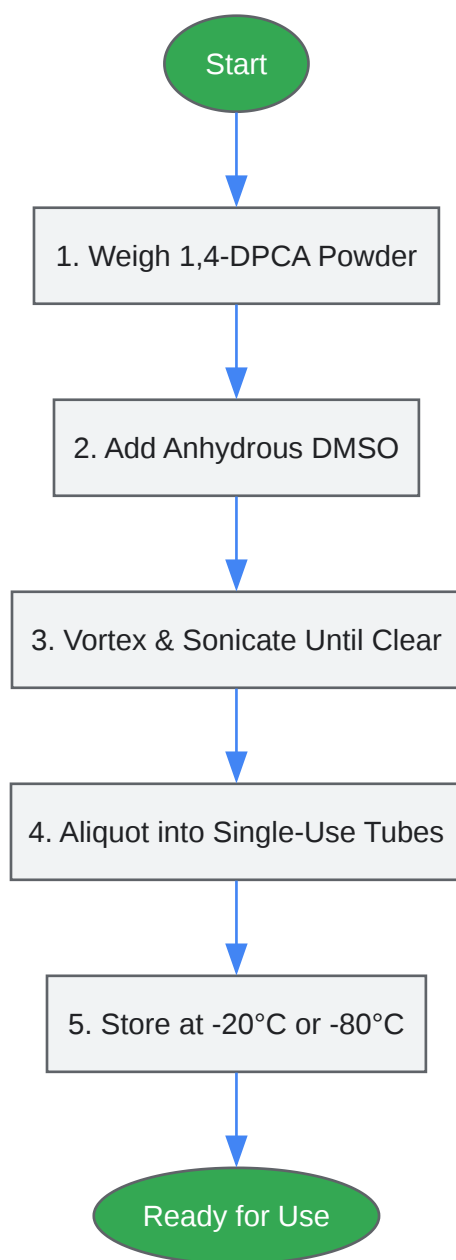 Start
1. Weigh 1,4-DPCA Powder
2. Add Anhydrous DMSO
3. Vortex & Sonicate Until Clear
4. Aliquot into Single-Use Tubes
5. Store at -20°C or -80°C
Ready for Use